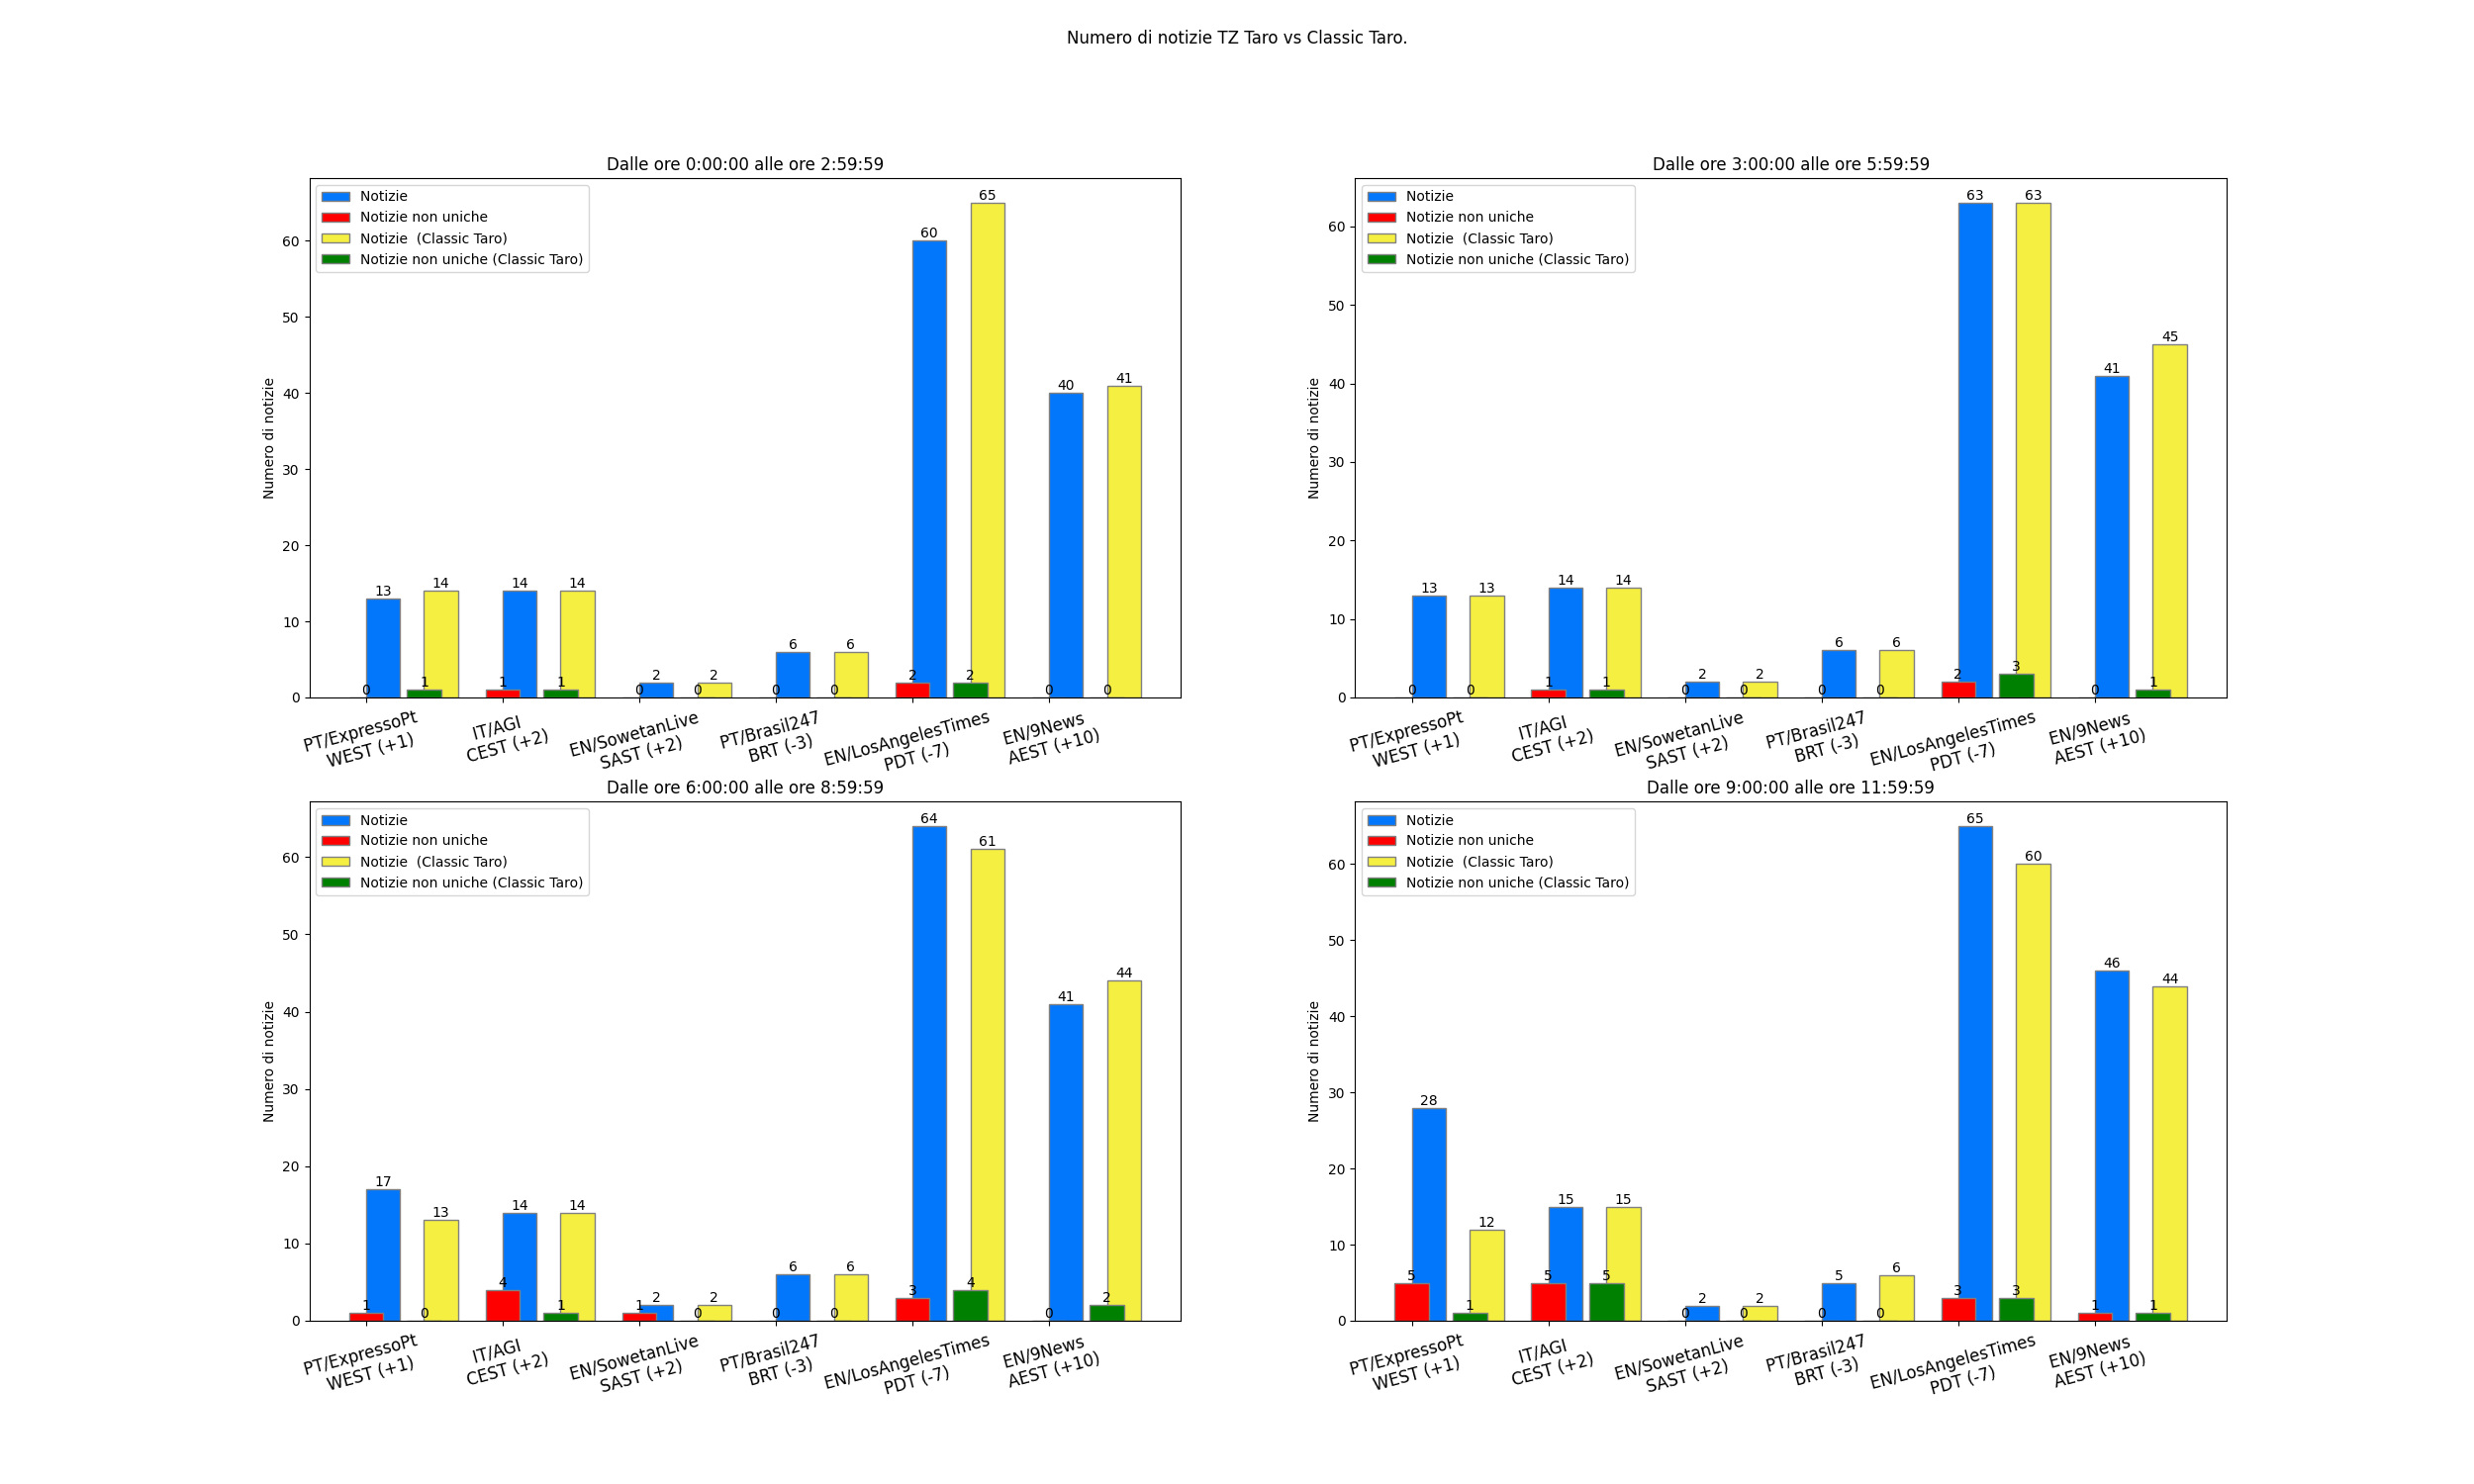 Numero di notizie TZ Taro vs Classic Taro.
Dalle ore 0:00:00 alle ore 2:59:59
Notizie
Notizie non uniche
Notizie  (Classic Taro)
Notizie non uniche (Classic Taro)
Numero di notizie
60
50
40
30
20
10
0
13
14
14
14
2
2
6
6
60
65
40
41
0
1
1
1
0
0
0
0
2
2
0
0
PT/ExpressoPt
WEST (+1)
IT/AGI
CEST (+2)
EN/SowetanLive
SAST (+2)
PT/Brasil247
BRT (-3)
EN/LosAngelesTimes
PDT (-7)
EN/9News
AEST (+10)
Dalle ore 3:00:00 alle ore 5:59:59
Notizie
Notizie non uniche
Notizie  (Classic Taro)
Notizie non uniche (Classic Taro)
Numero di notizie
60
50
40
30
20
10
0
13
13
14
14
2
2
6
6
63
63
41
45
0
0
1
1
0
0
0
0
2
3
0
1
PT/ExpressoPt
WEST (+1)
IT/AGI
CEST (+2)
EN/SowetanLive
SAST (+2)
PT/Brasil247
BRT (-3)
EN/LosAngelesTimes
PDT (-7)
EN/9News
AEST (+10)
Dalle ore 6:00:00 alle ore 8:59:59
Notizie
Notizie non uniche
Notizie  (Classic Taro)
Notizie non uniche (Classic Taro)
Numero di notizie
60
50
40
30
20
10
0
17
13
14
14
2
2
6
6
64
61
41
44
1
0
4
1
1
0
0
0
3
4
0
2
PT/ExpressoPt
WEST (+1)
IT/AGI
CEST (+2)
EN/SowetanLive
SAST (+2)
PT/Brasil247
BRT (-3)
EN/LosAngelesTimes
PDT (-7)
EN/9News
AEST (+10)
Dalle ore 9:00:00 alle ore 11:59:59
Notizie
Notizie non uniche
Notizie  (Classic Taro)
Notizie non uniche (Classic Taro)
Numero di notizie
60
50
40
30
20
10
0
28
12
15
15
2
2
5
6
65
60
46
44
5
1
5
5
0
0
0
0
3
3
1
1
PT/ExpressoPt
WEST (+1)
IT/AGI
CEST (+2)
EN/SowetanLive
SAST (+2)
PT/Brasil247
BRT (-3)
EN/LosAngelesTimes
PDT (-7)
EN/9News
AEST (+10)